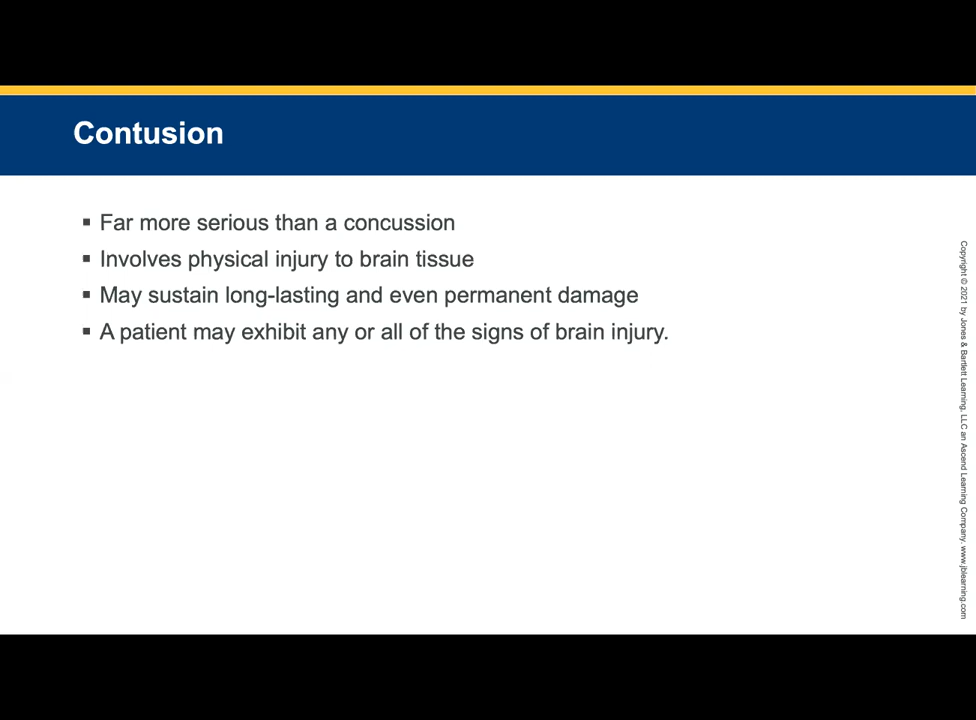 Contusion
▪ Far more serious than a concussion
▪ Involves physical injury to brain tissue
▪ May sustain long-lasting and even permanent damage
▪ A patient may exhibit any or all of the signs of brain injury.
Copyright © 2021 by Jones & Bartlett Learning, LLC an Ascend Learning Company. www.jblearning.com